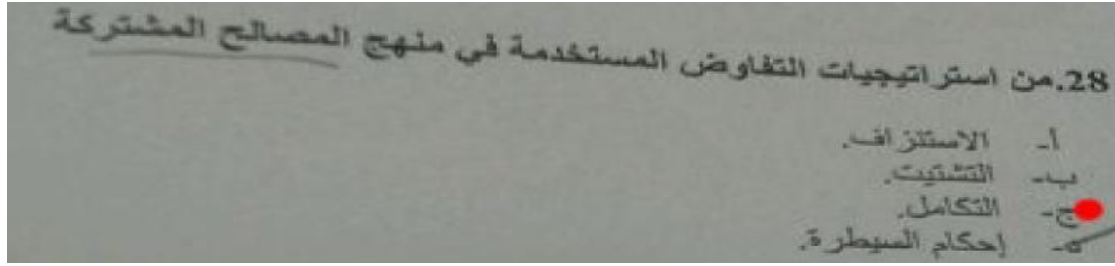 28.من استراتيجيات التفاوض المستخدمة في منهج المصالح المشتركة
أ- الاستنزاف.
ب- التشتيت.
ج- التكامل.
د- إحكام السيطرة.